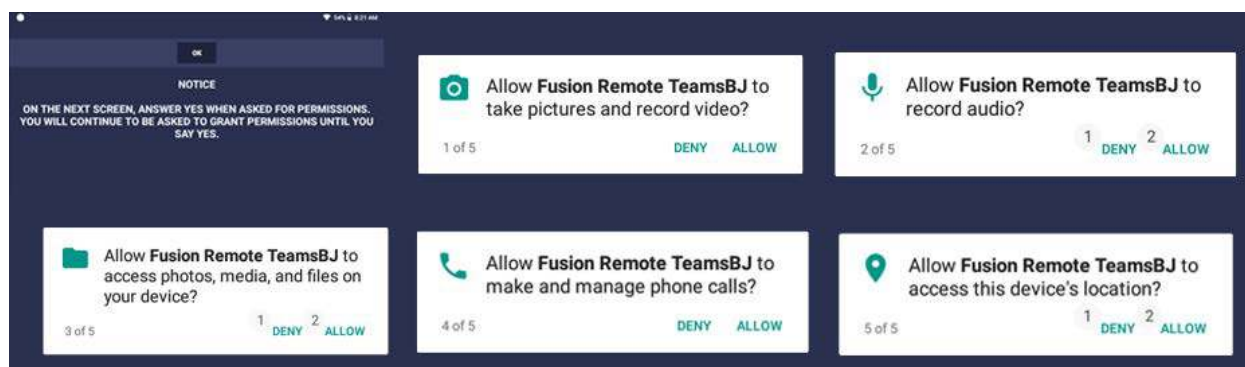 54% 8:21 AM
OK
NOTICE
ON THE NEXT SCREEN, ANSWER YES WHEN ASKED FOR PERMISSIONS.
YOU WILL CONTINUE TO BE ASKED TO GRANT PERMISSIONS UNTIL YOU
SAY YES.
Allow Fusion Remote TeamsBJ to
take pictures and record video?
1 of 5 DENY ALLOW
Allow Fusion Remote TeamsBJ to
record audio?
2 of 5 1 DENY 2 ALLOW
Allow Fusion Remote TeamsBJ to
access photos, media, and files on
your device?
3 of 5 1 DENY 2 ALLOW
Allow Fusion Remote TeamsBJ to
make and manage phone calls?
4 of 5 DENY ALLOW
Allow Fusion Remote TeamsBJ to
access this device's location?
5 of 5 1 DENY 2 ALLOW